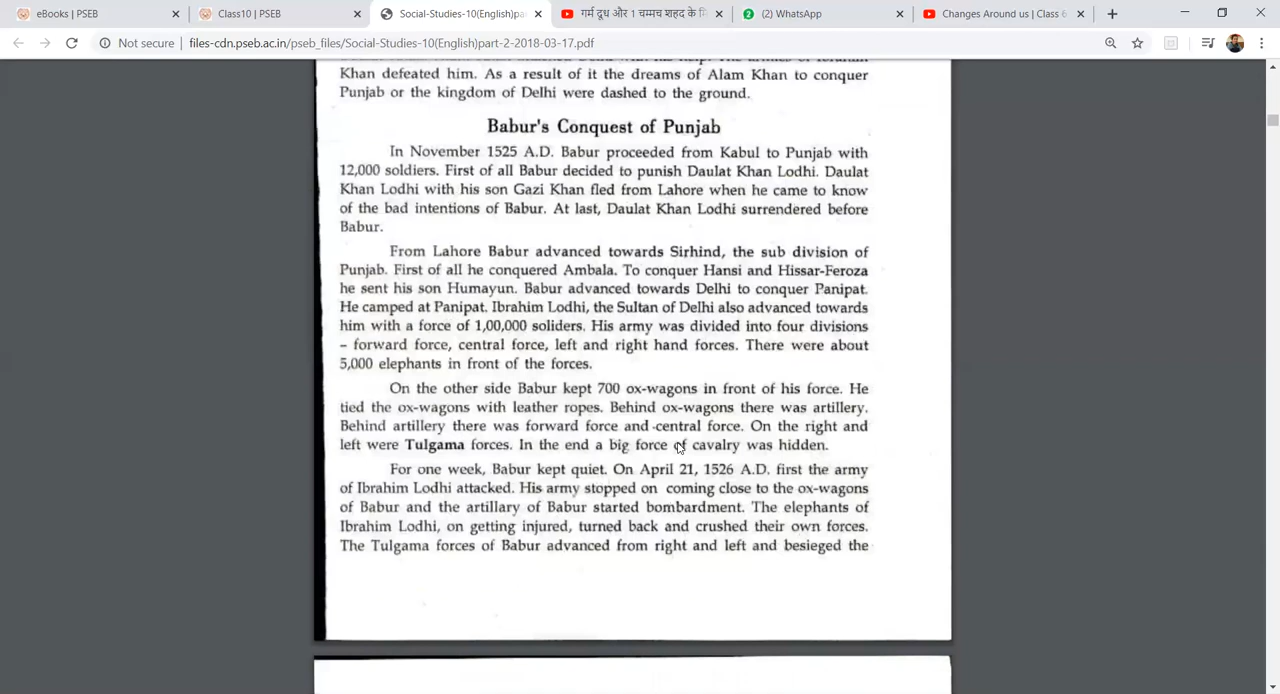 eBooks | PSEB
Class10 | PSEB
Social-Studies-10(English)pa
गर्म दूध और 1 चम्मच शहद के मि
2 (2) WhatsApp
Changes Around us | Class 6
Not secure | files-cdn.pseb.ac.in/pseb_files/Social-Studies-10(English)part-2-2018-03-17.pdf
Khan defeated him. As a result of it the dreams of Alam Khan to conquer
Punjab or the kingdom of Delhi were dashed to the ground.
Babur's Conquest of Punjab
In November 1525 A.D. Babur proceeded from Kabul to Punjab with
12,000 soldiers. First of all Babur decided to punish Daulat Khan Lodhi. Daulat
Khan Lodhi with his son Gazi Khan fled from Lahore when he came to know
of the bad intentions of Babur. At last, Daulat Khan Lodhi surrendered before
Babur.
From Lahore Babur advanced towards Sirhind, the sub division of
Punjab. First of all he conquered Ambala. To conquer Hansi and Hissar-Feroza
he sent his son Humayun. Babur advanced towards Delhi to conquer Panipat.
He camped at Panipat. Ibrahim Lodhi, the Sultan of Delhi also advanced towards
him with a force of 1,00,000 soliders. His army was divided into four divisions
– forward force, central force, left and right hand forces. There were about
5,000 elephants in front of the forces.
On the other side Babur kept 700 ox-wagons in front of his force. He
tied the ox-wagons with leather ropes. Behind ox-wagons there was artillery.
Behind artillery there was forward force and central force. On the right and
left were Tulgama forces. In the end a big force of cavalry was hidden.
For one week, Babur kept quiet. On April 21, 1526 A.D. first the army
of Ibrahim Lodhi attacked. His army stopped on coming close to the ox-wagons
of Babur and the artillary of Babur started bombardment. The elephants of
Ibrahim Lodhi, on getting injured, turned back and crushed their own forces.
The Tulgama forces of Babur advanced from right and left and besieged the